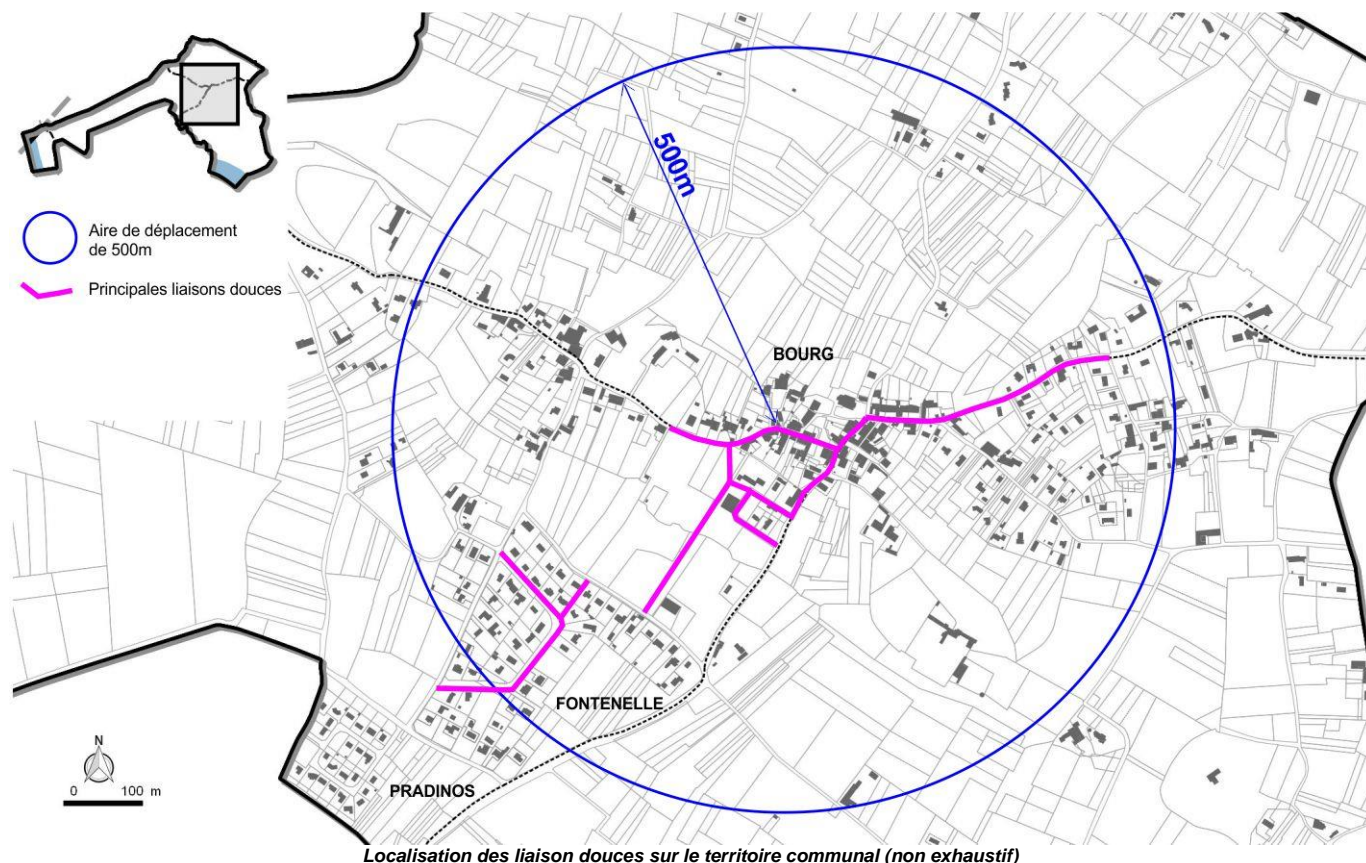 Aire de déplacement
de 500m
Principales liaisons douces
500m
BOURG
FONTENELLE
PRADINOS
N
0 100 m
Localisation des liaison douces sur le territoire communal (non exhaustif)